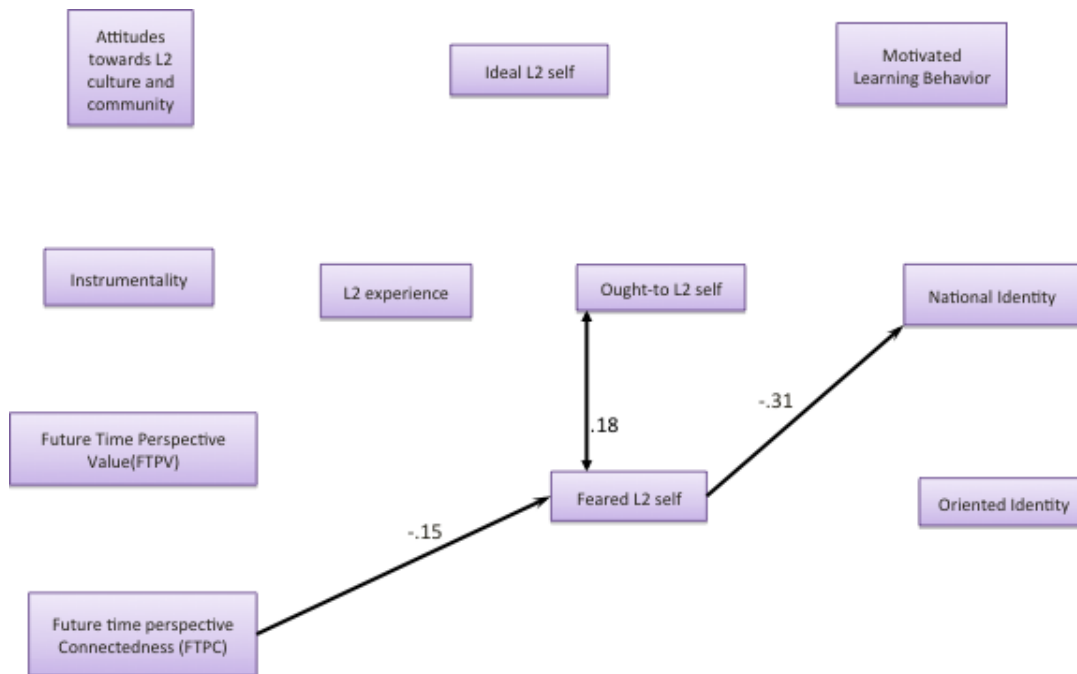 Attitudes
towards L2
culture and
community
Ideal L2 self
Motivated
Learning Behavior
Instrumentality
L2 experience
Ought-to L2 self
National Identity
.18
-.31
Future Time Perspective
Value(FTPV)
Feared L2 self
Oriented Identity
-.15
Future time perspective
Connectedness (FTPC)